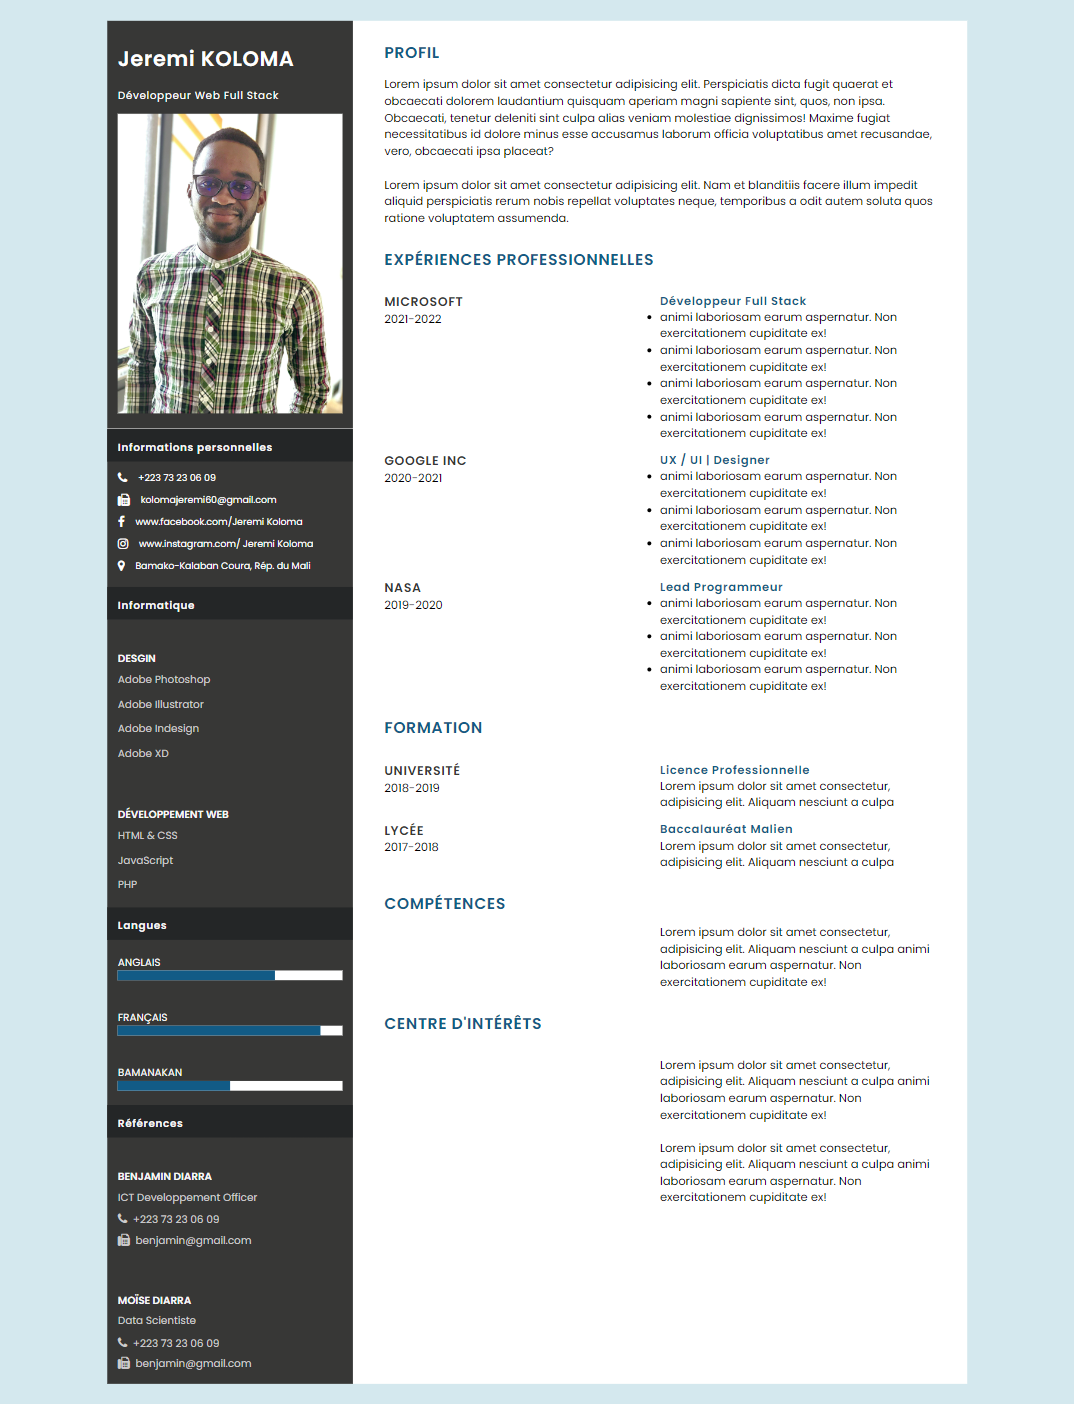 Jeremi KOLOMA
Développeur Web Full Stack
Informations personnelles
+223 73 23 06 09
kolomajeremi60@gmail.com
www.facebook.com/Jeremi Koloma
www.instagram.com/ Jeremi Koloma
Bamako-Kalaban Coura, Rép. du Mali
Informatique
DESGIN
Adobe Photoshop
Adobe Illustrator
Adobe Indesign
Adobe XD
DÉVELOPPEMENT WEB
HTML & CSS
JavaScript
PHP
Langues
ANGLAIS
FRANÇAIS
BAMANAKAN
Références
BENJAMIN DIARRA
ICT Developpement Officer
+223 73 23 06 09
benjamin@gmail.com
MOÏSE DIARRA
Data Scientiste
+223 73 23 06 09
benjamin@gmail.com
PROFIL
Lorem ipsum dolor sit amet consectetur adipisicing elit. Perspiciatis dicta fugit quaerat et
obcaecati dolorem laudantium quisquam aperiam magni sapiente sint, quos, non ipsa.
Obcaecati, tenetur deleniti sint culpa alias veniam molestiae dignissimos! Maxime fugiat
necessitatibus id dolore minus esse accusamus laborum officia voluptatibus amet recusandae,
vero, obcaecati ipsa placeat?
Lorem ipsum dolor sit amet consectetur adipisicing elit. Nam et blanditiis facere illum impedit
aliquid perspiciatis rerum nobis repellat voluptates neque, temporibus a odit autem soluta quos
ratione voluptatem assumenda.
EXPÉRIENCES PROFESSIONNELLES
MICROSOFT
2021-2022
Développeur Full Stack
• animi laboriosam earum aspernatur. Non
exercitationem cupiditate ex!
• animi laboriosam earum aspernatur. Non
exercitationem cupiditate ex!
• animi laboriosam earum aspernatur. Non
exercitationem cupiditate ex!
• animi laboriosam earum aspernatur. Non
exercitationem cupiditate ex!
GOOGLE INC
2020-2021
UX / UI | Designer
• animi laboriosam earum aspernatur. Non
exercitationem cupiditate ex!
• animi laboriosam earum aspernatur. Non
exercitationem cupiditate ex!
• animi laboriosam earum aspernatur. Non
exercitationem cupiditate ex!
NASA
2019-2020
Lead Programmeur
• animi laboriosam earum aspernatur. Non
exercitationem cupiditate ex!
• animi laboriosam earum aspernatur. Non
exercitationem cupiditate ex!
• animi laboriosam earum aspernatur. Non
exercitationem cupiditate ex!
FORMATION
UNIVERSITÉ
2018-2019
Licence Professionnelle
Lorem ipsum dolor sit amet consectetur,
adipisicing elit. Aliquam nesciunt a culpa
LYCÉE
2017-2018
Baccalauréat Malien
Lorem ipsum dolor sit amet consectetur,
adipisicing elit. Aliquam nesciunt a culpa
COMPÉTENCES
Lorem ipsum dolor sit amet consectetur,
adipisicing elit. Aliquam nesciunt a culpa animi
laboriosam earum aspernatur. Non
exercitationem cupiditate ex!
CENTRE D'INTÉRÊTS
Lorem ipsum dolor sit amet consectetur,
adipisicing elit. Aliquam nesciunt a culpa animi
laboriosam earum aspernatur. Non
exercitationem cupiditate ex!
Lorem ipsum dolor sit amet consectetur,
adipisicing elit. Aliquam nesciunt a culpa animi
laboriosam earum aspernatur. Non
exercitationem cupiditate ex!